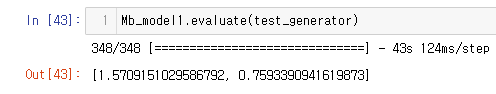 In [43]: 1 Mb_model1.evaluate(test_generator)
348/348 [==============================] - 43s 124ms/step
Out[43]: [1.5709151029586792, 0.7593390941619873]